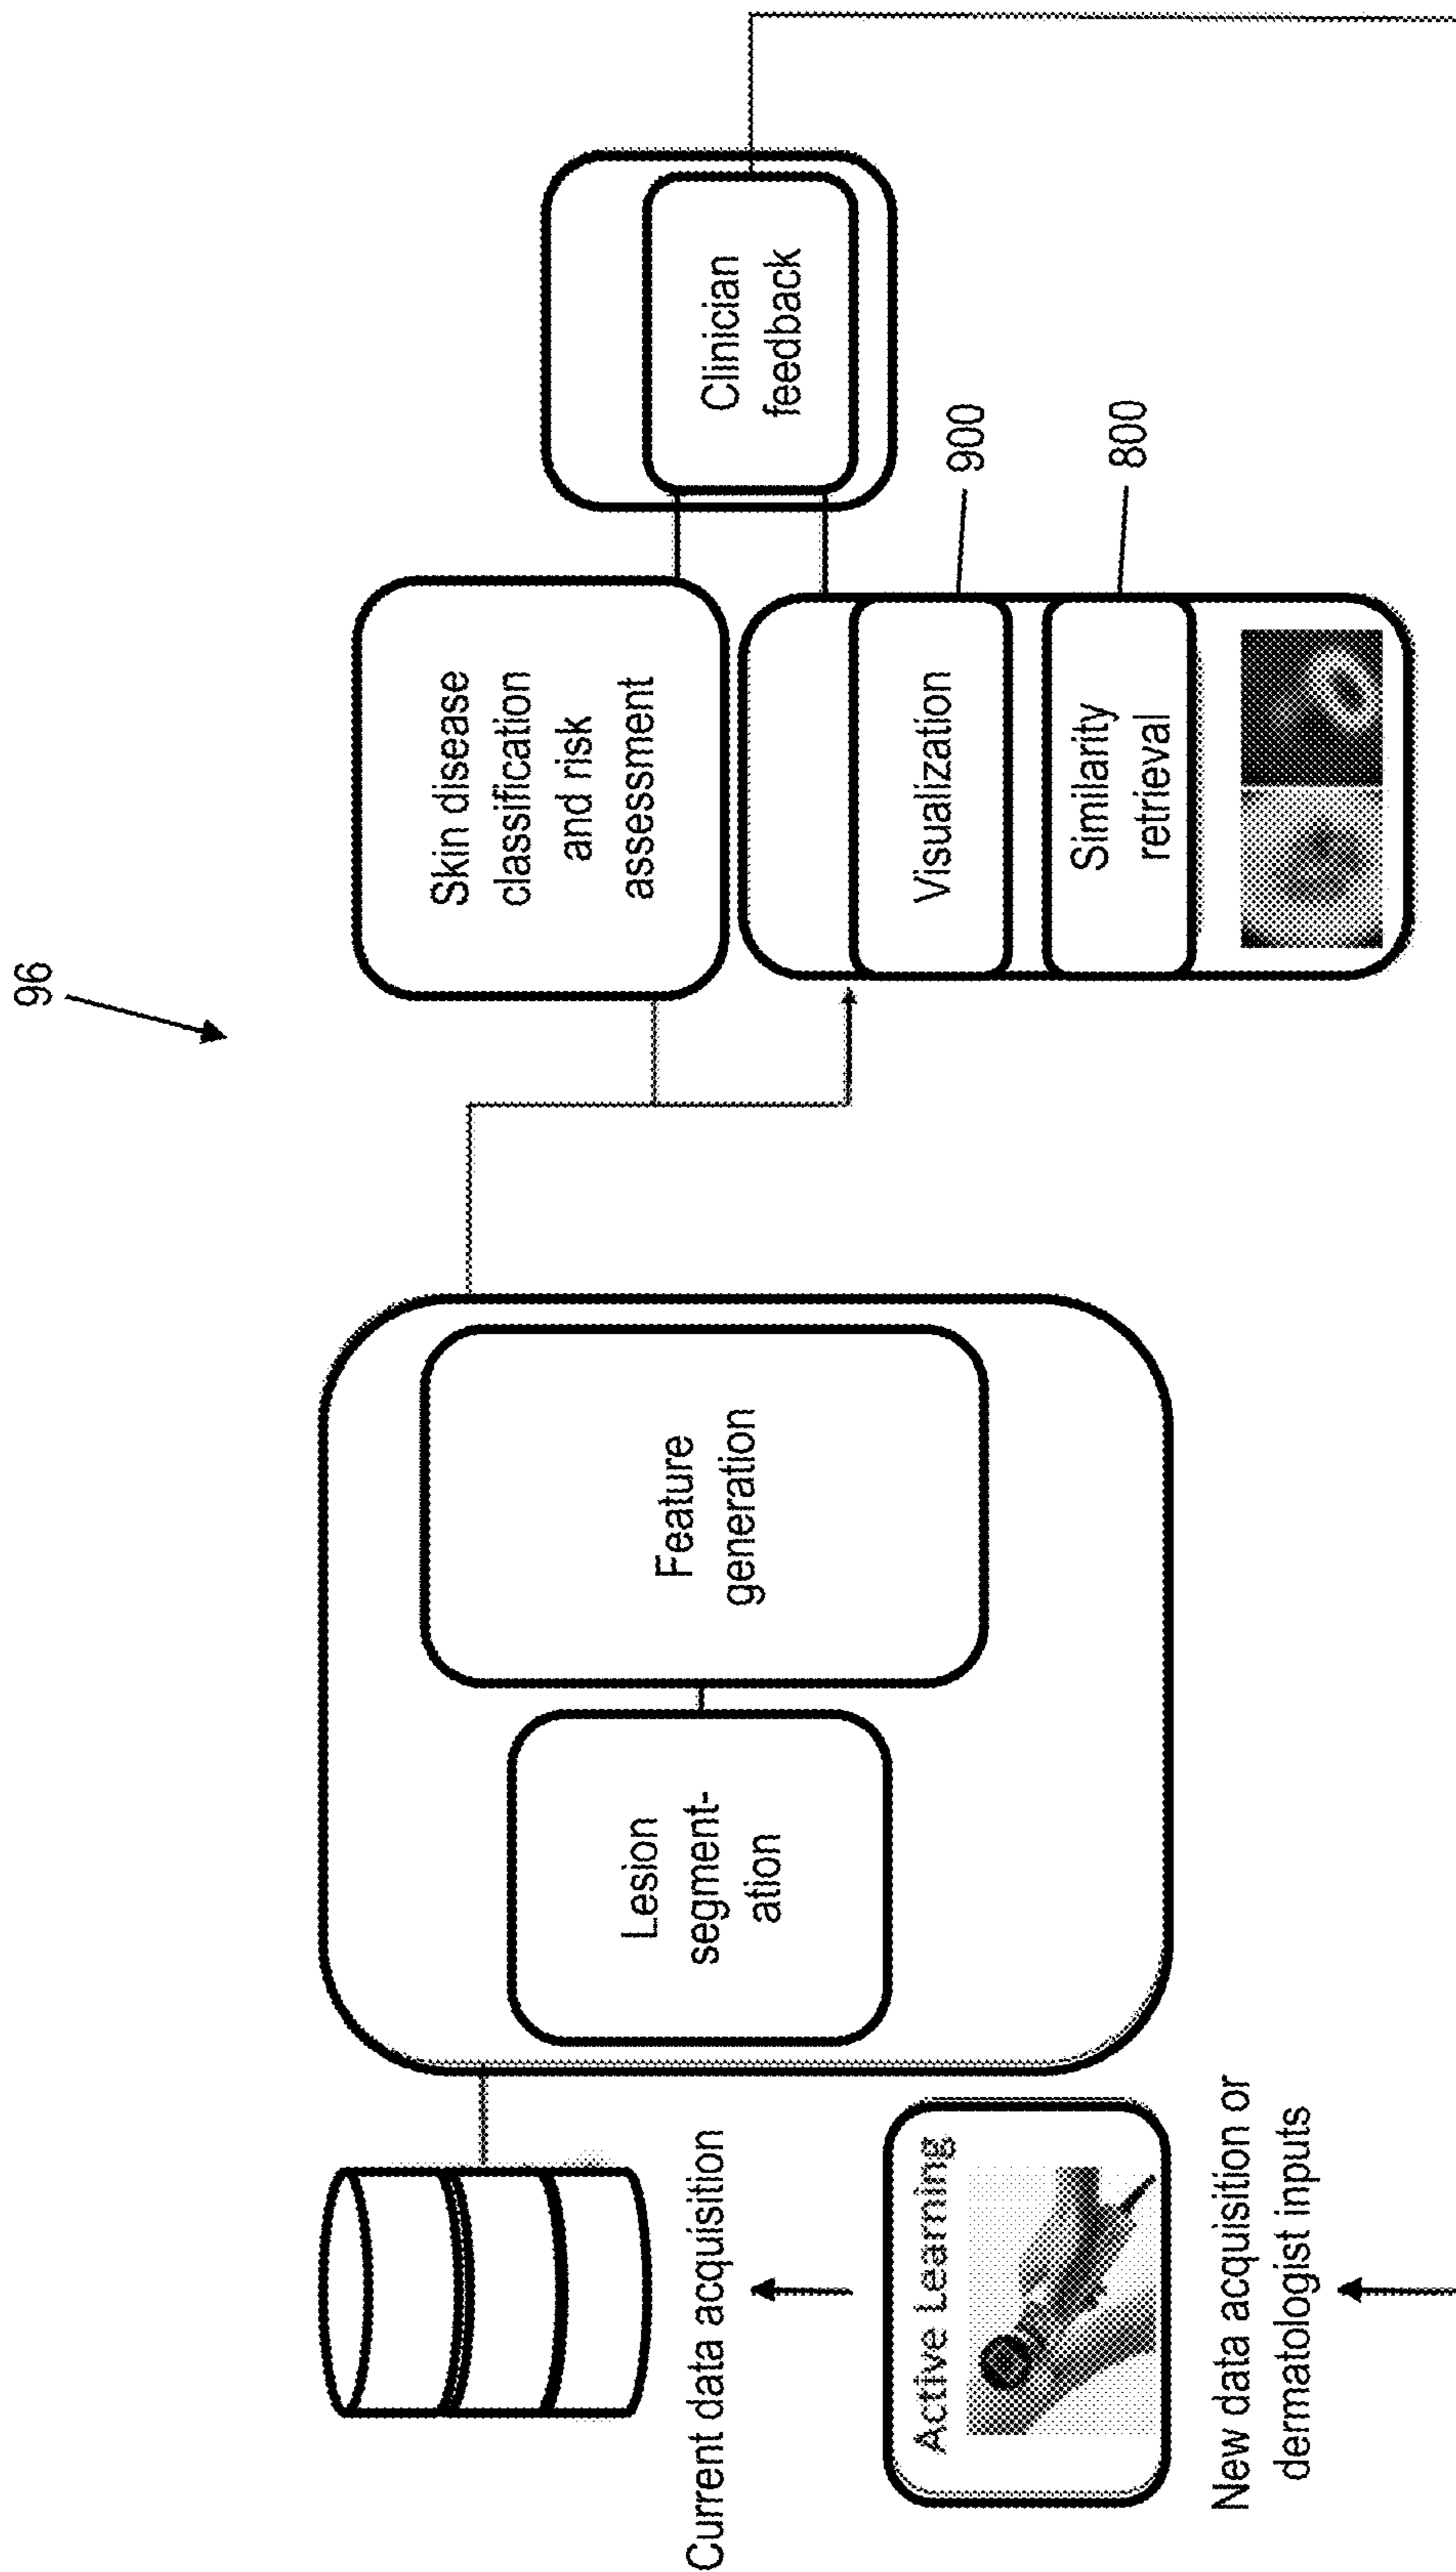 96
Current data acquisition
Active Learning
New data acquisition or
dermatologist inputs
Lesion
segment-
ation
Feature
generation
Skin disease
classification
and risk
assessment
Visualization
900
Similarity
retrieval
800
Clinician
feedback